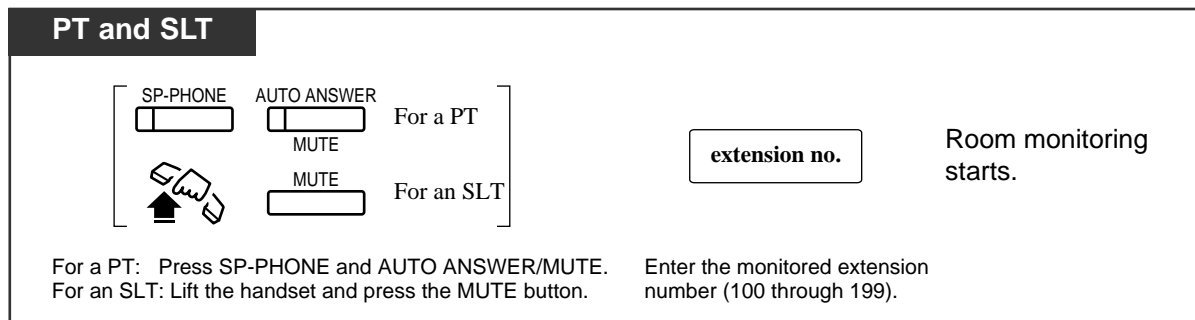 PT and SLT
SP-PHONE AUTO ANSWER
For a PT
MUTE
MUTE
For an SLT
extension no.
Room monitoring
starts.
For a PT: Press SP-PHONE and AUTO ANSWER/MUTE.
For an SLT: Lift the handset and press the MUTE button.
Enter the monitored extension
number (100 through 199).